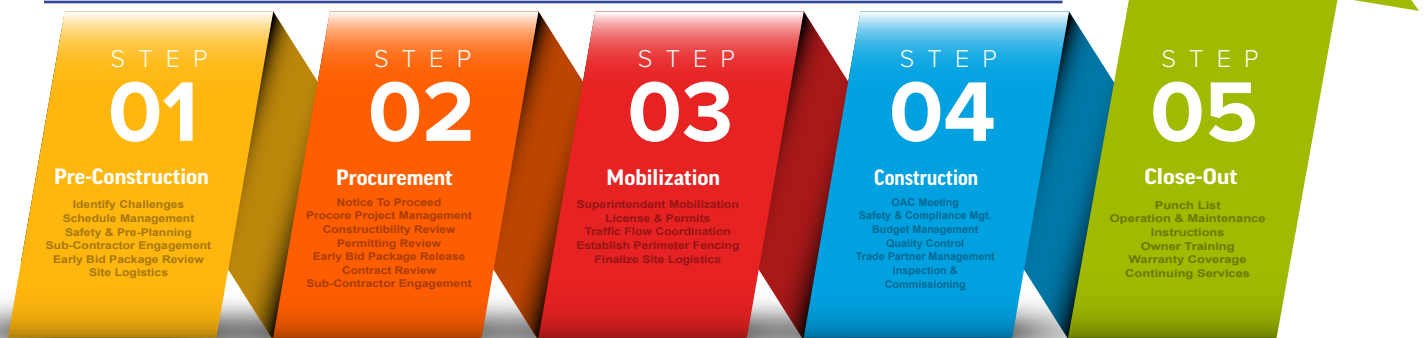 STEP
01
Pre-Construction
Identify Challenges
Schedule Management
Safety & Pre-Planning
Sub-Contractor Engagement
Early Bid Package Review
Site Logistics
STEP
02
Procurement
Notice To Proceed
Procore Project Management
Constructibility Review
Permitting Review
Early Bid Package Release
Contract Review
Sub-Contractor Engagement
STEP
03
Mobilization
Superintendent Mobilization
License & Permits
Traffic Flow Coordination
Establish Perimeter Fencing
Finalize Site Logistics
STEP
04
Construction
OAC Meeting
Safety & Compliance Mgt.
Budget Management
Quality Control
Trade Partner Management
Inspection &
Commissioning
STEP
05
Close-Out
Punch List
Operation & Maintenance
Instructions
Owner Training
Warranty Coverage
Continuing Services